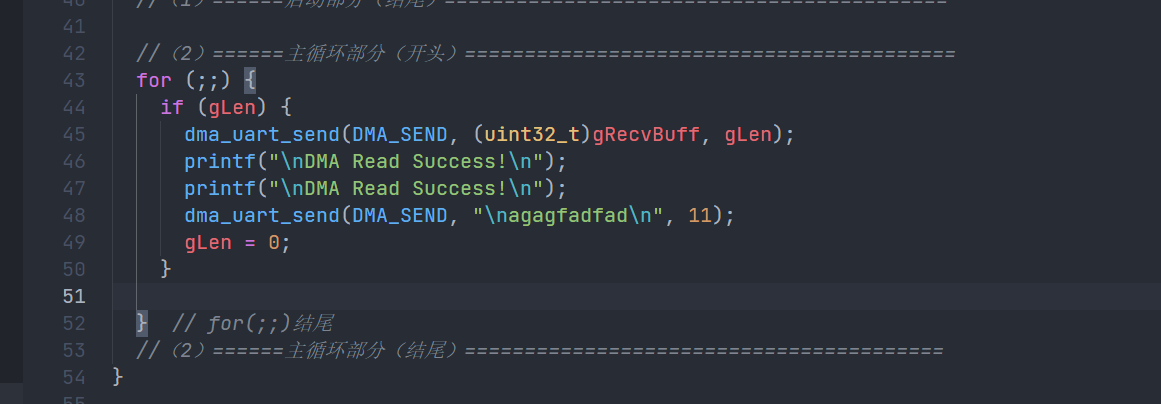 40 //（1）======启动部分（结尾）==========================================
41
42 //（2）======主循环部分（开头）=========================================
43 for (;;) {
44 if (gLen) {
45 dma_uart_send(DMA_SEND, (uint32_t)gRecvBuff, gLen);
46 printf("\nDMA Read Success!\n");
47 printf("\nDMA Read Success!\n");
48 dma_uart_send(DMA_SEND, "\nagagfadfad\n", 11);
49 gLen = 0;
50 }
51
52 } // for(;;)结尾
53 //（2）======主循环部分（结尾）========================================
54 }
55